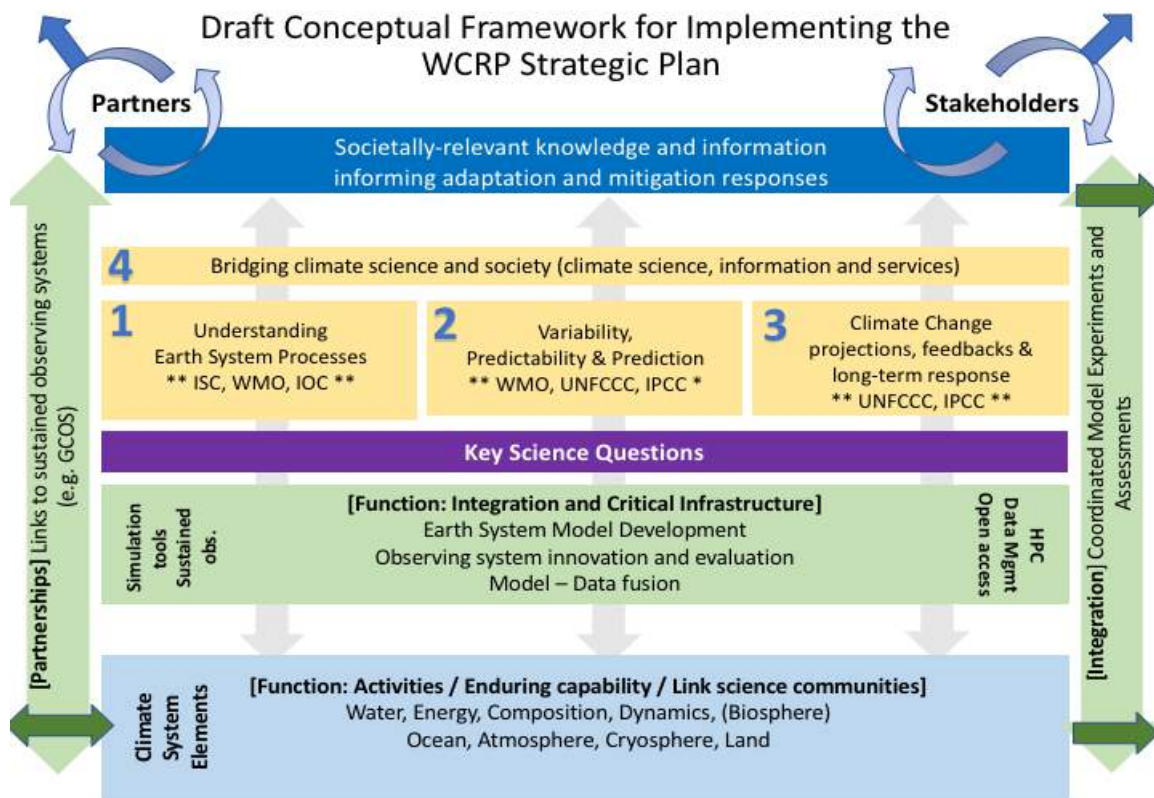 Draft Conceptual Framework for Implementing the
WCRP Strategic Plan
Partners
Stakeholders
Societally-relevant knowledge and information
informing adaptation and mitigation responses
4
Bridging climate science and society (climate science, information and services)
1
Understanding
Earth System Processes
** ISC, WMO, IOC **
2
Variability,
Predictability & Prediction
** WMO, UNFCCC, IPCC *
3
Climate Change
projections, feedbacks &
long-term response
** UNFCCC, IPCC **
Key Science Questions
Simulation
tools
Sustained
obs.
[Function: Integration and Critical Infrastructure]
Earth System Model Development
Observing system innovation and evaluation
Model – Data fusion
HPC
Data Mgmt
Open access
Climate
System
Elements
[Function: Activities / Enduring capability / Link science communities]
Water, Energy, Composition, Dynamics, (Biosphere)
Ocean, Atmosphere, Cryosphere, Land
[Partnerships] Links to sustained observing systems
(e.g. GCOS)
[Integration] Coordinated Model Experiments and
Assessments